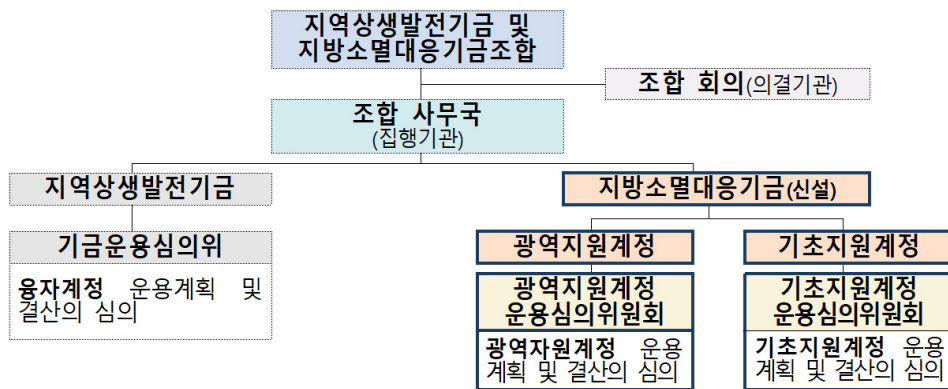 지역상생발전기금 및
지방소멸대응기금조합
조합 회의(의결기관)
조합 사무국
(집행기관)
지역상생발전기금
지방소멸대응기금(신설)
기금운용심의위
융자계정 운용계획 및
결산의 심의
광역지원계정
기초지원계정
광역지원계정
운용심의위원회
광역자원계정 운용
계획 및 결산의 심의
기초지원계정
운용심의위원회
기초지원계정 운용
계획 및 결산의 심의